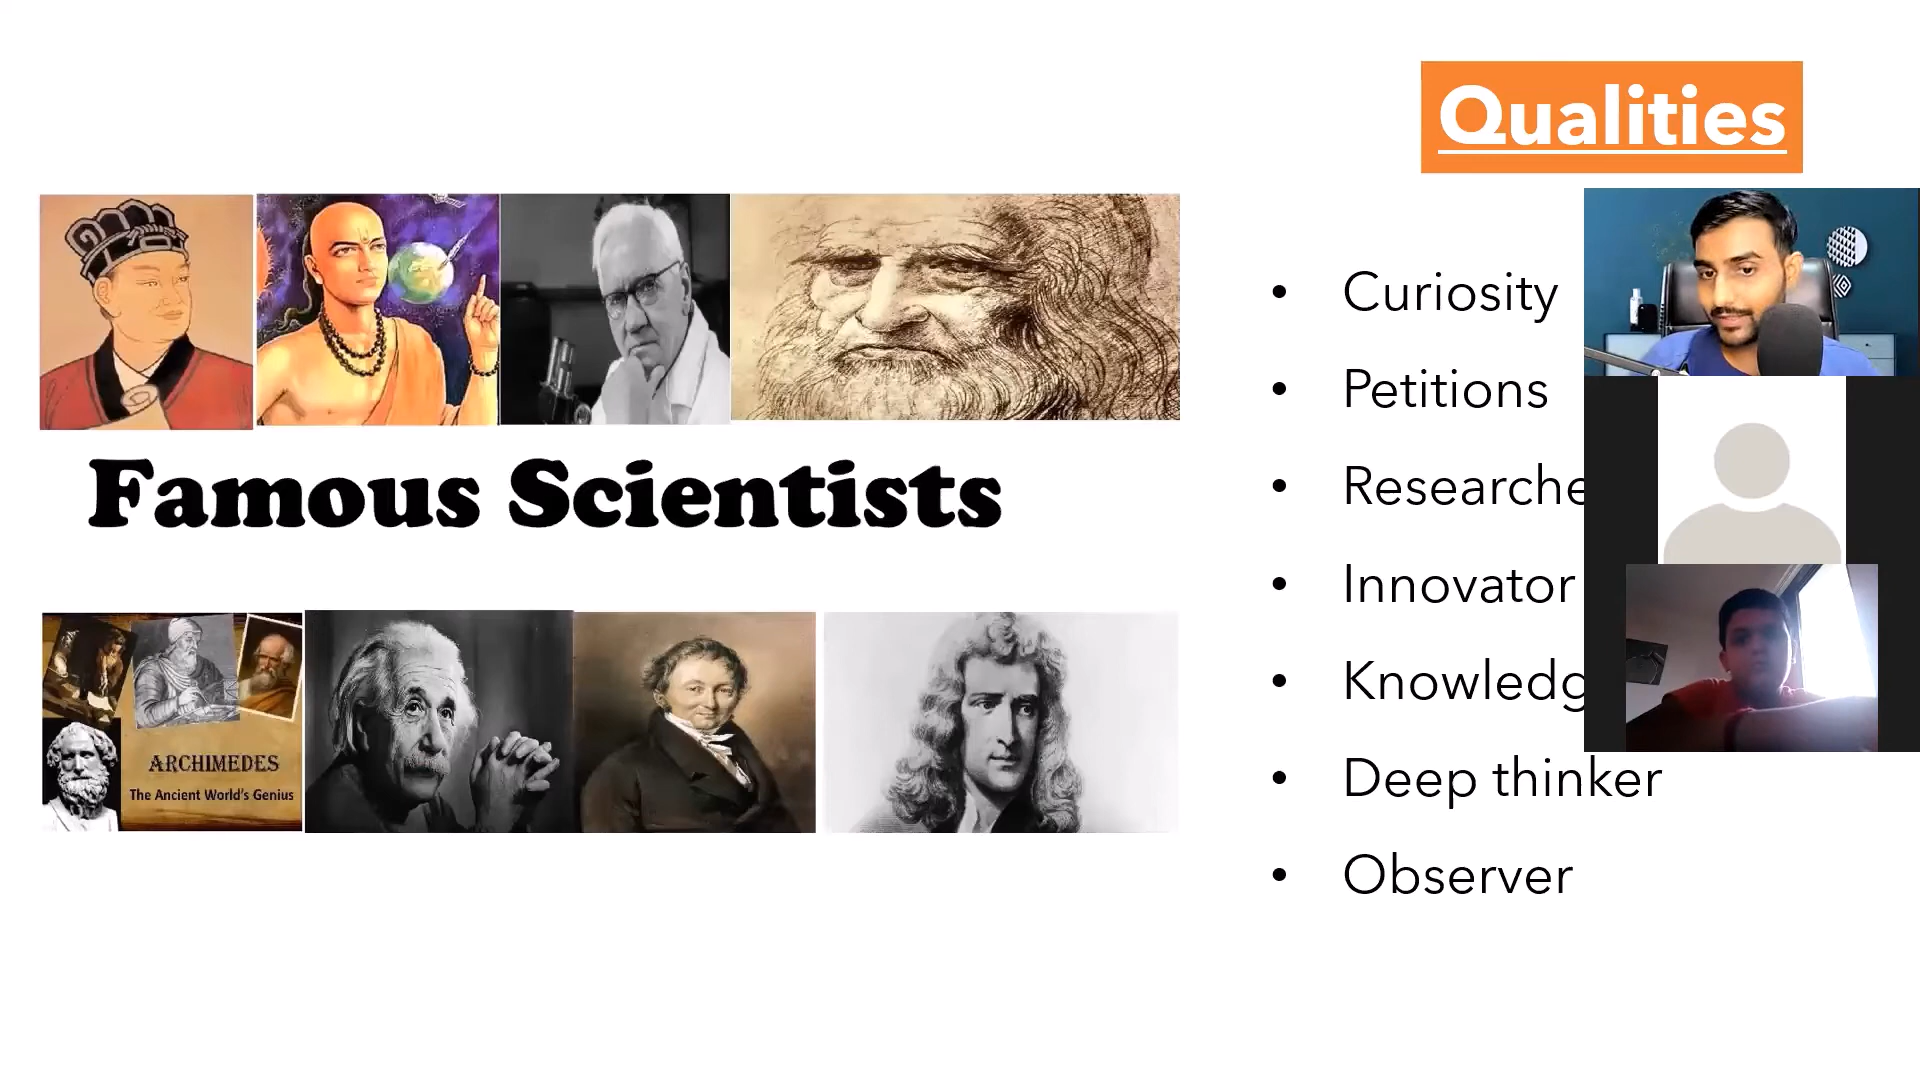 Qualities
• Curiosity
• Petitions
• Researche
• Innovator
• Knowledg
• Deep thinker
• Observer
Famous Scientists
ARCHIMEDES
The Ancient World's Genius